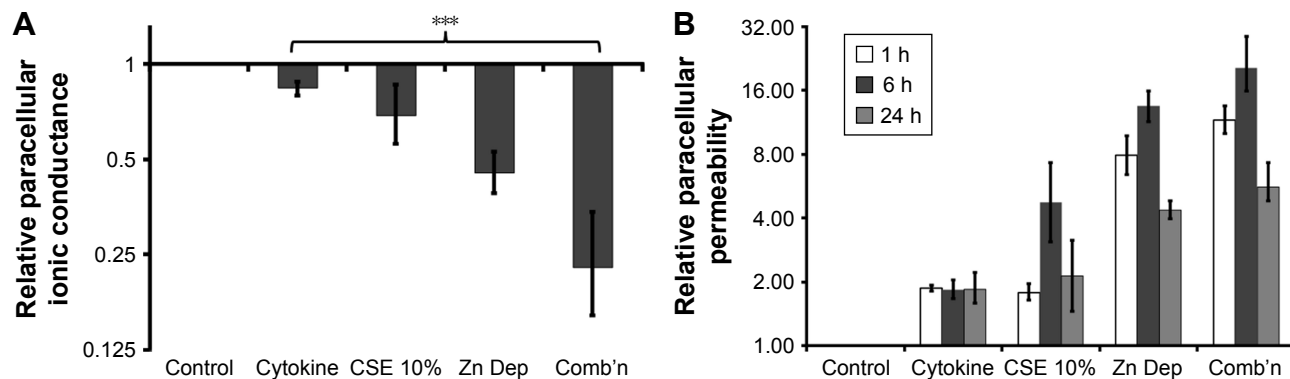 A
***
Relative paracellular
ionic conductance
1
0.5
0.25
0.125
Control Cytokine CSE 10% Zn Dep Comb'n
B
Relative paracellular
permeability
32.00
16.00
8.00
4.00
2.00
1.00
1 h
6 h
24 h
Control Cytokine CSE 10% Zn Dep Comb'n